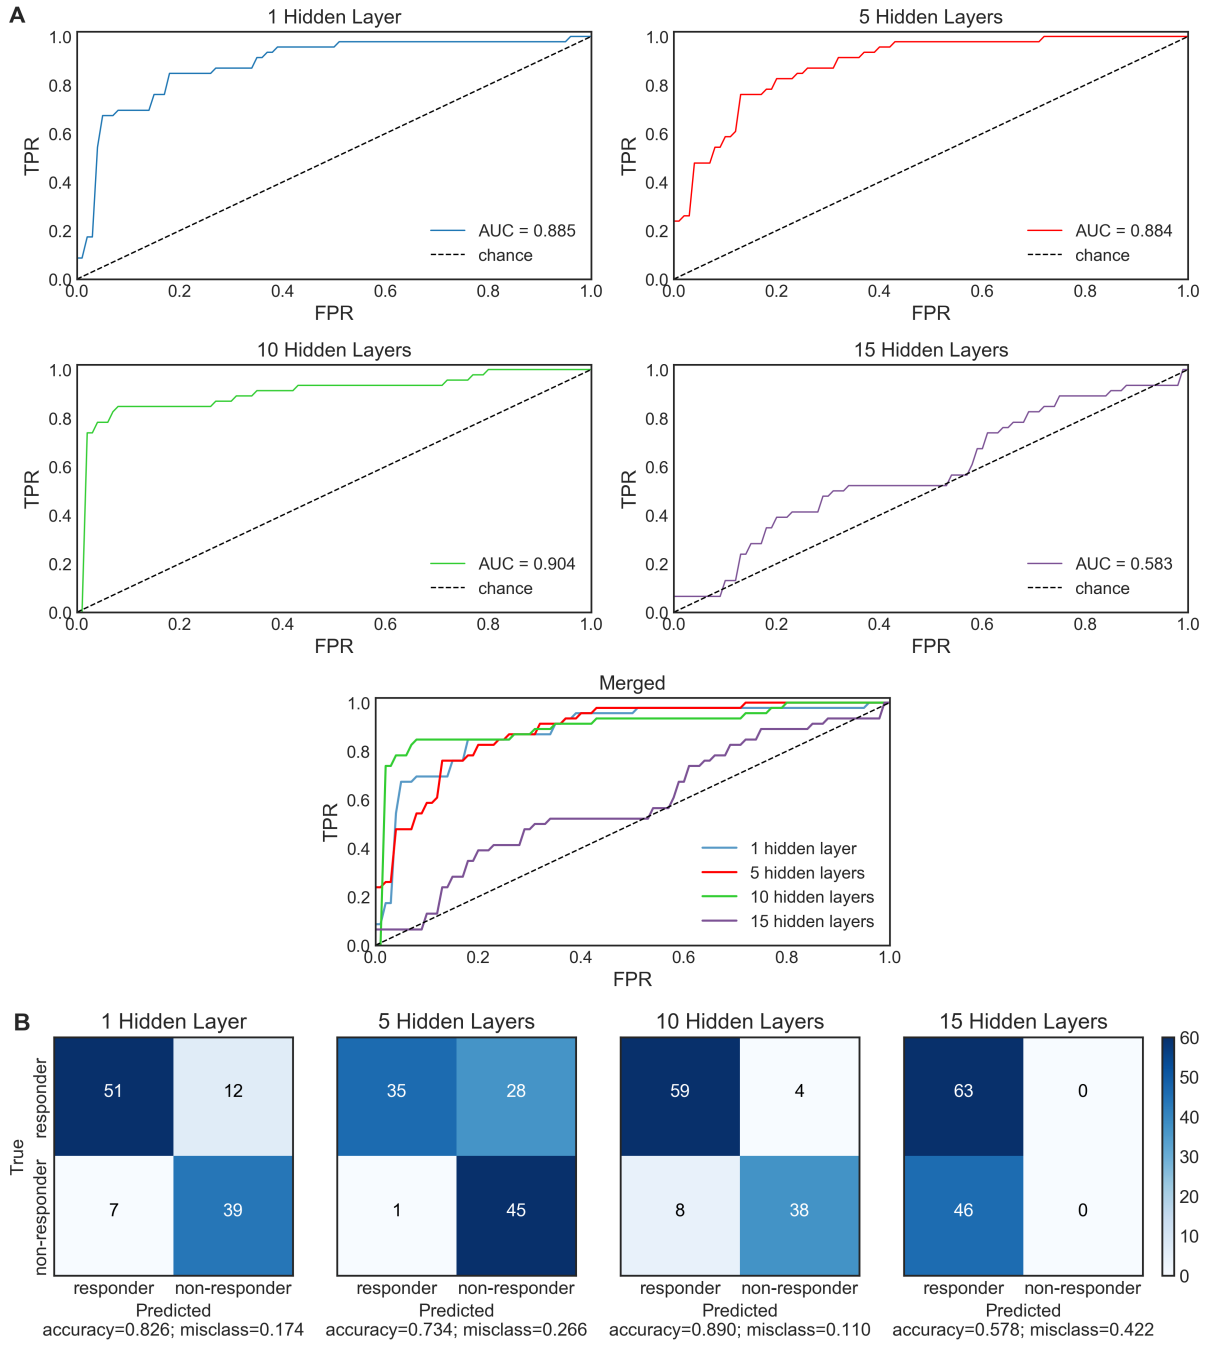 A
1 Hidden Layer
1.0
0.8
0.6
0.4
0.2
0.0
TPR
AUC = 0.885
chance
0.0 0.2 0.4 0.6 0.8 1.0
FPR
5 Hidden Layers
1.0
0.8
0.6
0.4
0.2
0.0
TPR
AUC = 0.884
chance
0.0 0.2 0.4 0.6 0.8 1.0
FPR
10 Hidden Layers
1.0
0.8
0.6
0.4
0.2
0.0
TPR
AUC = 0.904
chance
0.0 0.2 0.4 0.6 0.8 1.0
FPR
15 Hidden Layers
1.0
0.8
0.6
0.4
0.2
0.0
TPR
AUC = 0.583
chance
0.0 0.2 0.4 0.6 0.8 1.0
FPR
Merged
1.0
0.8
0.6
0.4
0.2
0.0
TPR
1 hidden layer
5 hidden layers
10 hidden layers
15 hidden layers
0.0 0.2 0.4 0.6 0.8 1.0
FPR
B
1 Hidden Layer
True
responder
non-responder
51 12
7 39
responder non-responder
Predicted
accuracy=0.826; misclass=0.174
5 Hidden Layers
35 28
1 45
responder non-responder
Predicted
accuracy=0.734; misclass=0.266
10 Hidden Layers
59 4
8 38
responder non-responder
Predicted
accuracy=0.890; misclass=0.110
15 Hidden Layers
63 0
46 0
responder non-responder
Predicted
accuracy=0.578; misclass=0.422
60
50
40
30
20
10
0